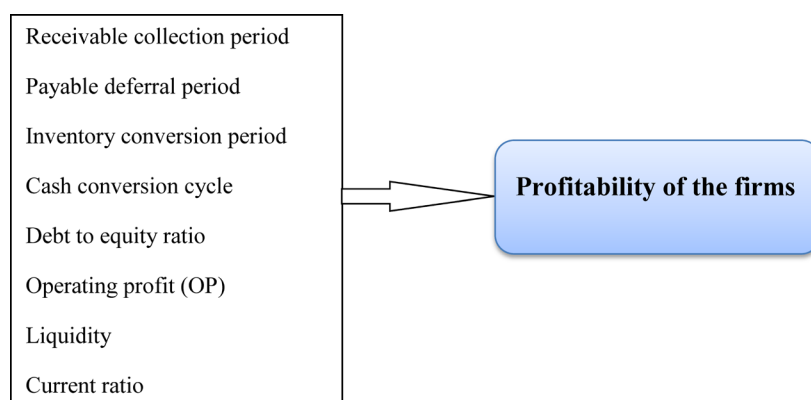 Receivable collection period
Payable deferral period
Inventory conversion period
Cash conversion cycle
Debt to equity ratio
Operating profit (OP)
Liquidity
Current ratio
Profitability of the firms